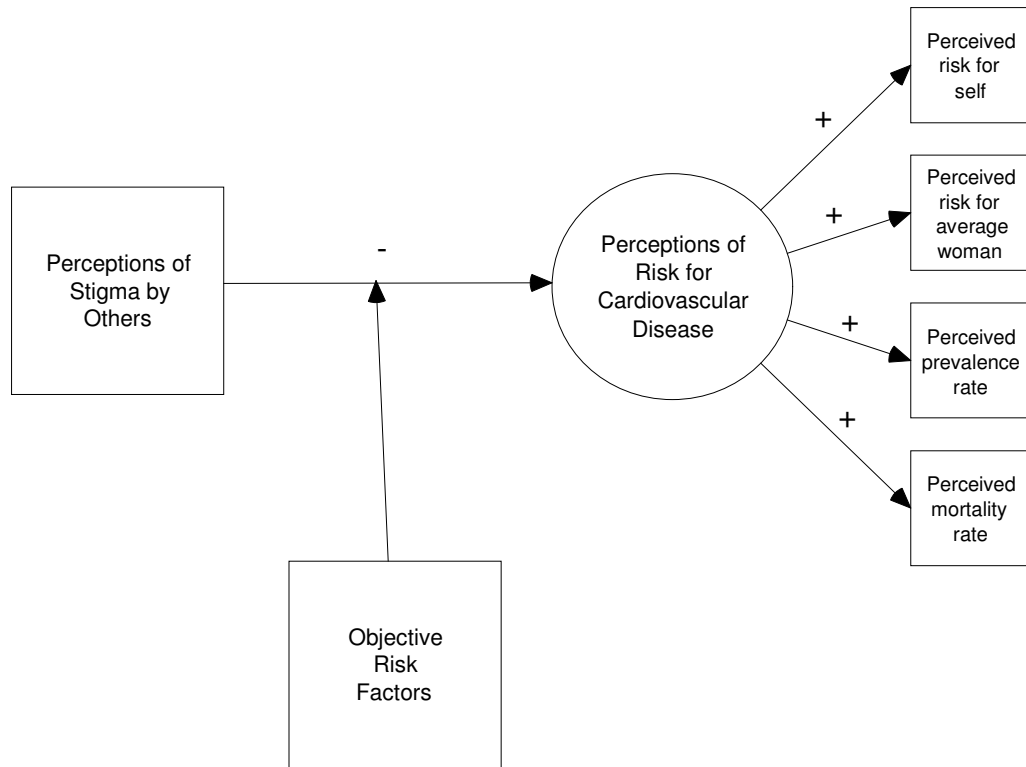 Perceptions of
Stigma by
Others
-
Objective
Risk
Factors
Perceptions of
Risk for
Cardiovascular
Disease
+
+
+
+
Perceived
risk for
self
Perceived
risk for
average
woman
Perceived
prevalence
rate
Perceived
mortality
rate